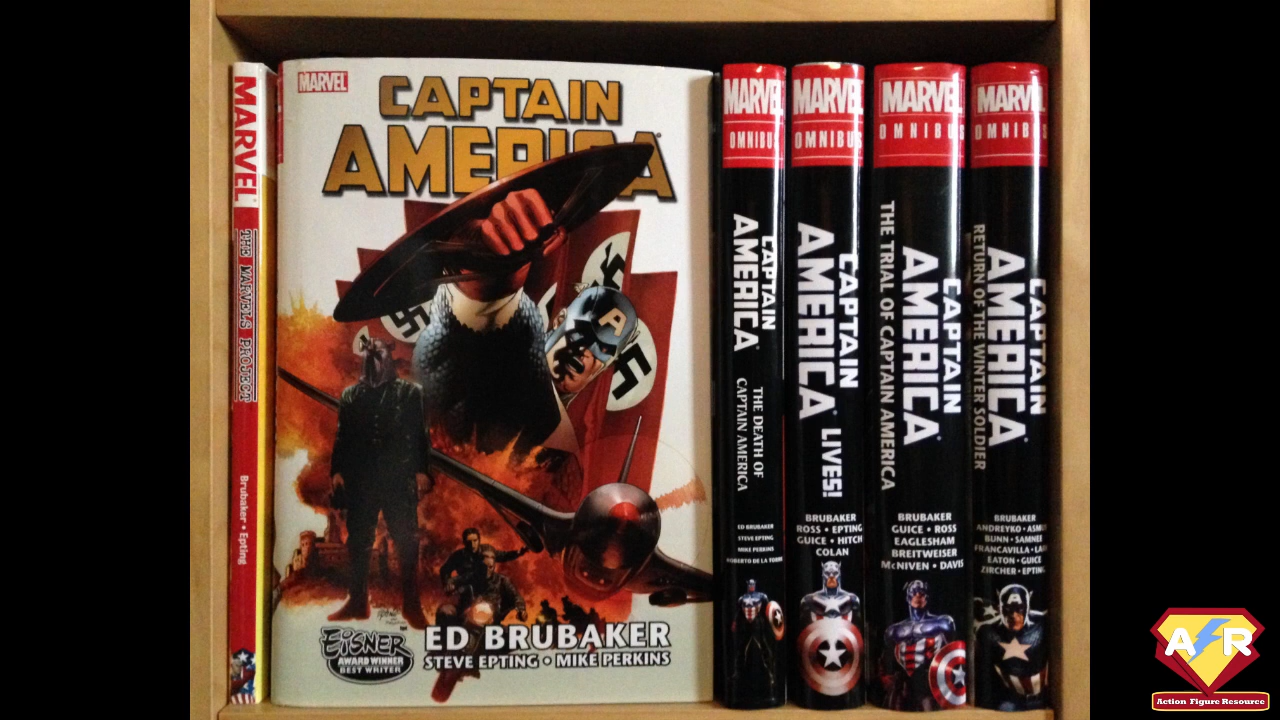 MARVEL
THE MARVELS PROJECT
Brubaker • Epting
MARVEL
CAPTAIN
AMERICA
EISNER
AWARD WINNER
BEST WRITER
ED BRUBAKER
STEVE EPTING • MIKE PERKINS
MARVEL
OMNIBUS
CAPTAIN
AMERICA
THE DEATH OF
CAPTAIN AMERICA
ED BRUBAKER
STEVE EPTING
MIKE PERKINS
ROBERTO DE LA TORRE
MARVEL
OMNIBUS
CAPTAIN
AMERICA
LIVES!
BRUBAKER
ROSS • EPTING
GUICE • HITCH
COLAN
MARVEL
OMNIBUS
CAPTAIN
AMERICA
THE TRIAL OF CAPTAIN AMERICA
BRUBAKER
GUICE • ROSS
EAGLESHAM
BREITWEISER
McNIVEN • DAVIS
MARVEL
OMNIBUS
CAPTAIN
AMERICA
RETURN OF THE WINTER SOLDIER
BRUBAKER
ANDREYKO •
BUNN • SAMNEE
FRANCAVILLA •
EATON • GUICE
ZIRCHER • EPTING
A R
Action Figure Resource